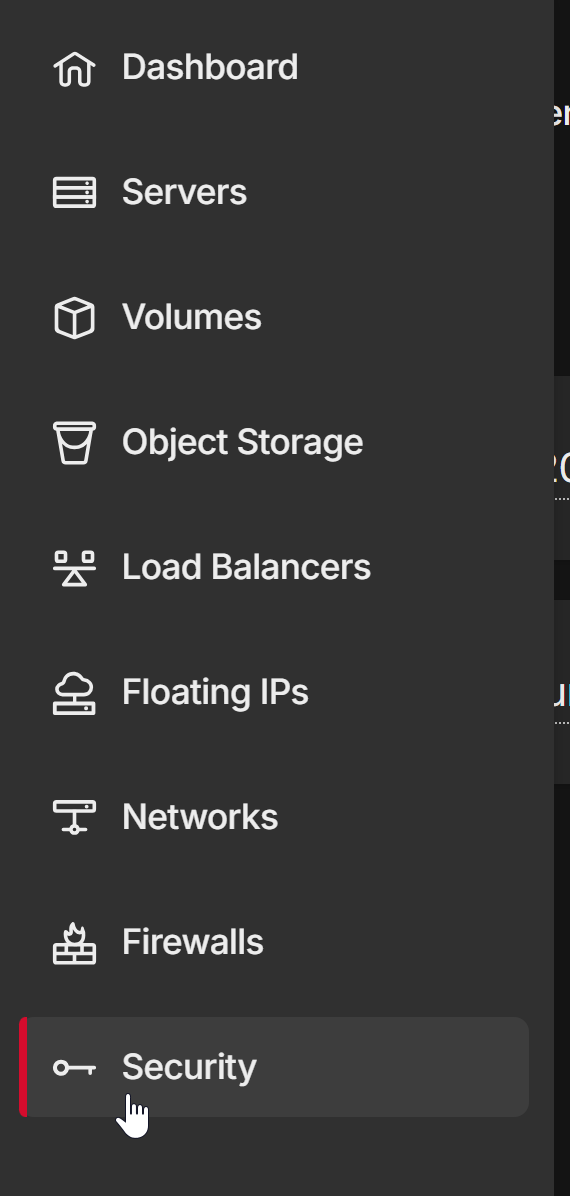 Dashboard
Servers
Volumes
Object Storage
Load Balancers
Floating IPs
Networks
Firewalls
Security